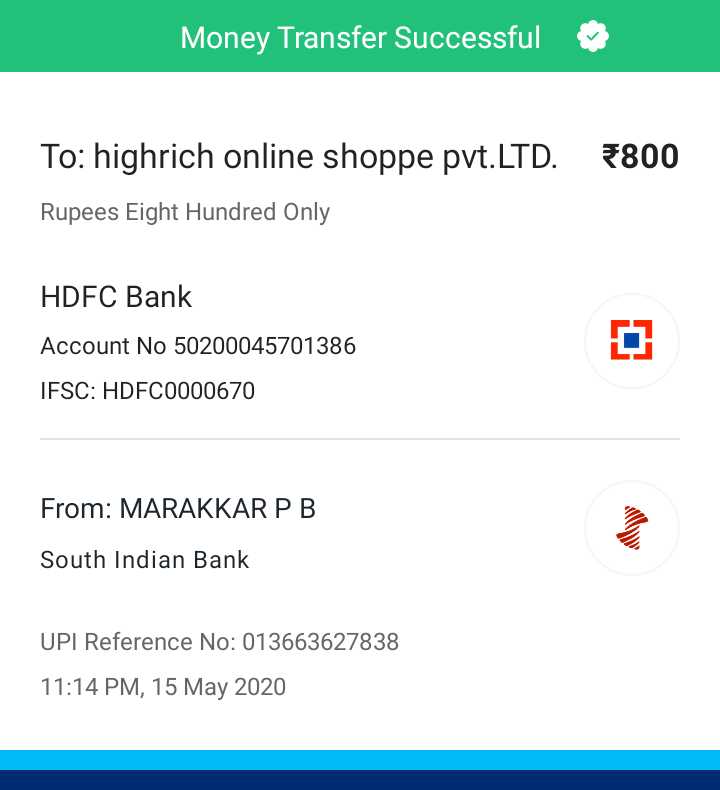 Money Transfer Successful
To: highrich online shoppe pvt.LTD. ₹800
Rupees Eight Hundred Only
HDFC Bank
Account No 50200045701386
IFSC: HDFC0000670
From: MARAKKAR P B
South Indian Bank
UPI Reference No: 013663627838
11:14 PM, 15 May 2020